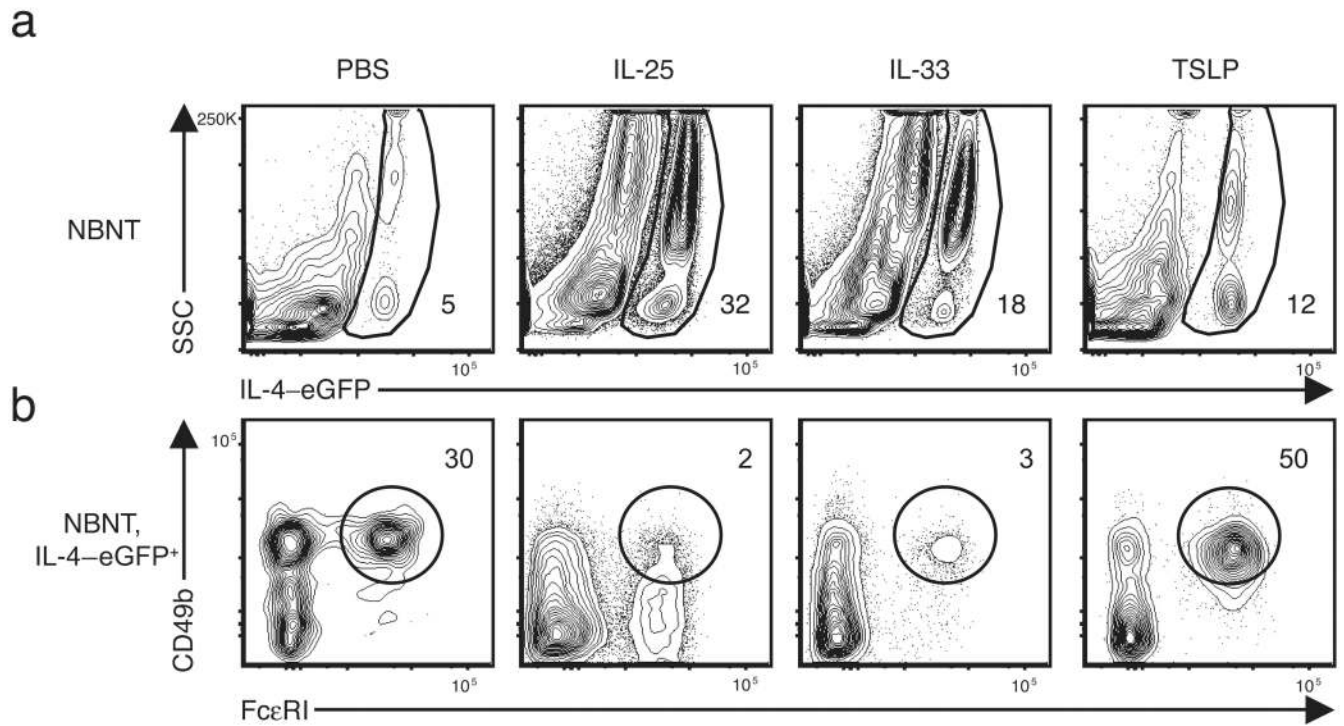 a
PBS IL-25 IL-33 TSLP
250K
NBNT
SSC
5 32 18 12
10⁵ 10⁵ 10⁵ 10⁵
IL-4–eGFP
b
10⁵
30 2 3 50
NBNT,
IL-4–eGFP⁺
CD49b
10⁵ 10⁵ 10⁵ 10⁵
FcεRI